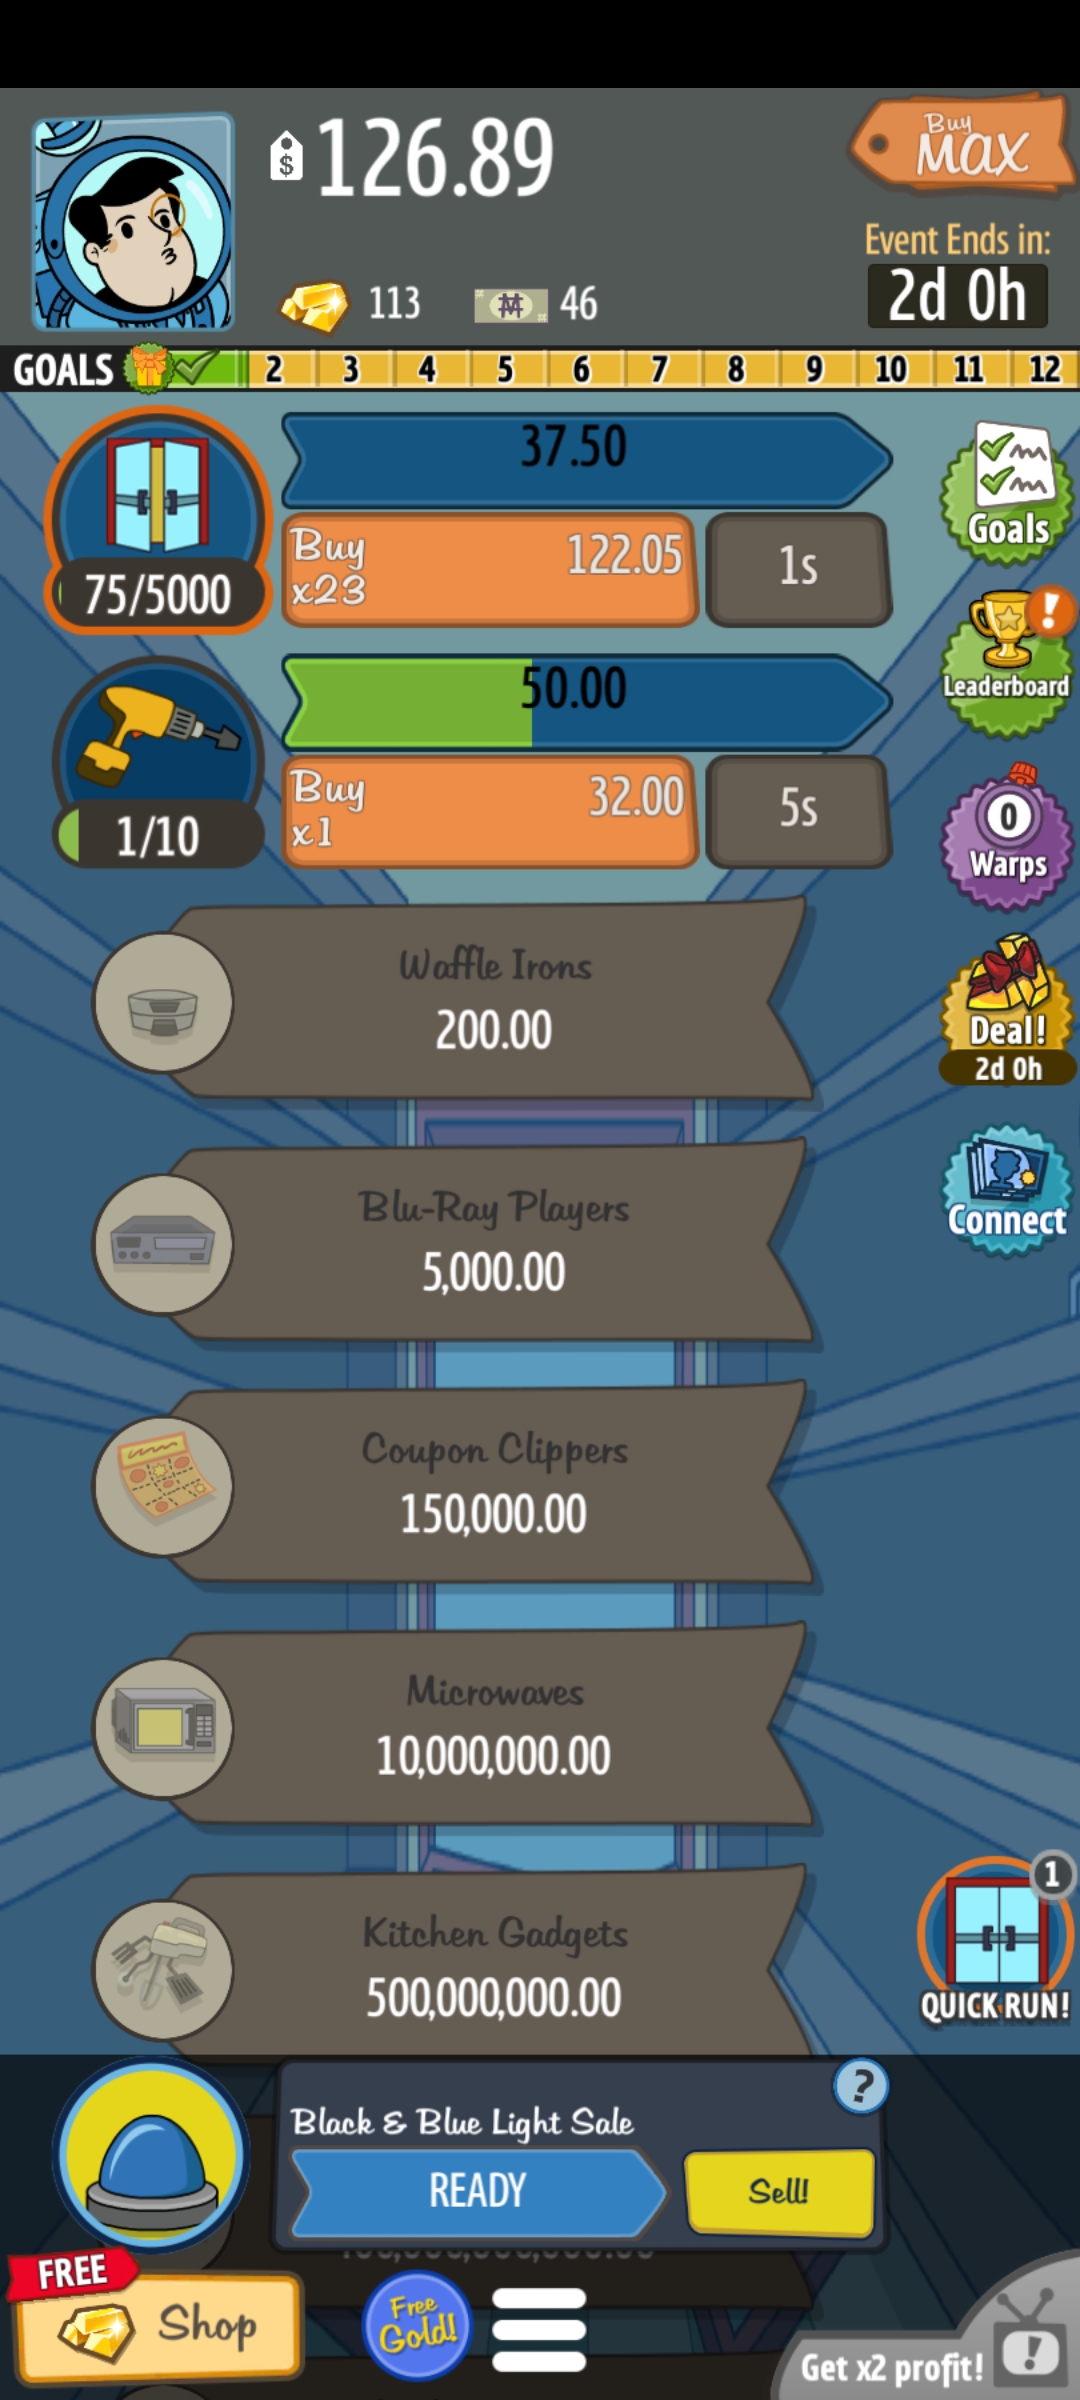 $ 126.89
Buy
MAX
Event Ends in:
2d 0h
113
46
GOALS 2 3 4 5 6 7 8 9 10 11 12
37.50
Buy
x23
122.05
1s
75/5000
Goals
50.00
Buy
x1
32.00
5s
1/10
!
Leaderboard
0
Warps
Waffle Irons
200.00
Deal!
2d 0h
Blu-Ray Players
5,000.00
Connect
Coupon Clippers
150,000.00
Microwaves
10,000,000.00
Kitchen Gadgets
500,000,000.00
1
QUICK RUN!
?
Black & Blue Light Sale
READY
Sell!
FREE
Shop
Free
Gold!
Get x2 profit!
!